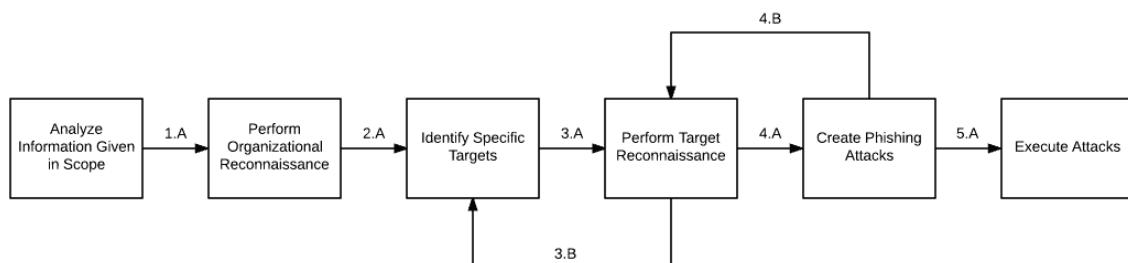 4.B
Analyze
Information Given
in Scope
1.A
Perform
Organizational
Reconnaissance
2.A
Identify Specific
Targets
3.A
Perform Target
Reconnaissance
4.A
Create Phishing
Attacks
5.A
Execute Attacks
3.B